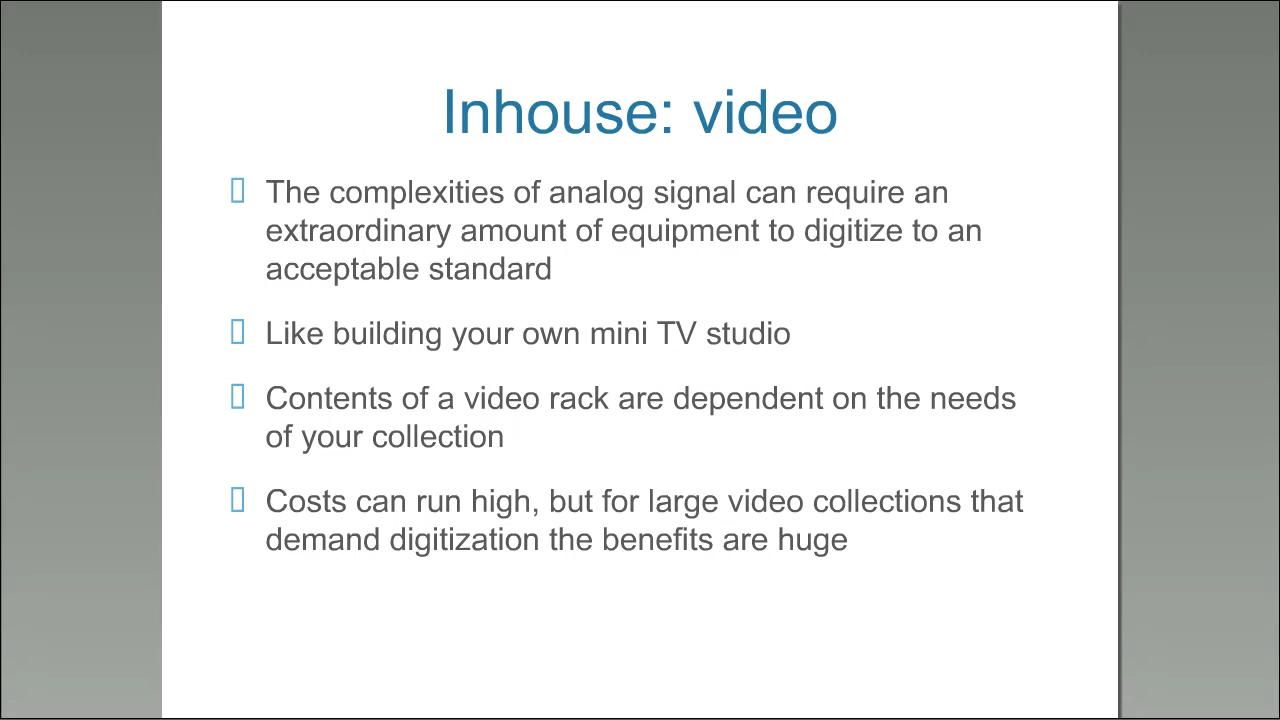 Inhouse: video
The complexities of analog signal can require an
extraordinary amount of equipment to digitize to an
acceptable standard
Like building your own mini TV studio
Contents of a video rack are dependent on the needs
of your collection
Costs can run high, but for large video collections that
demand digitization the benefits are huge